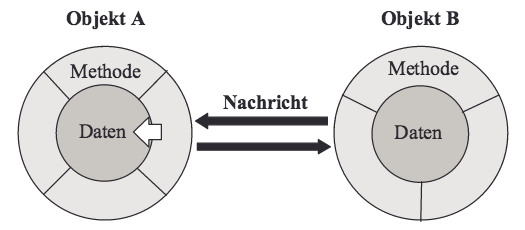 Objekt A
Objekt B
Methode
Methode
Nachricht
Daten
Daten